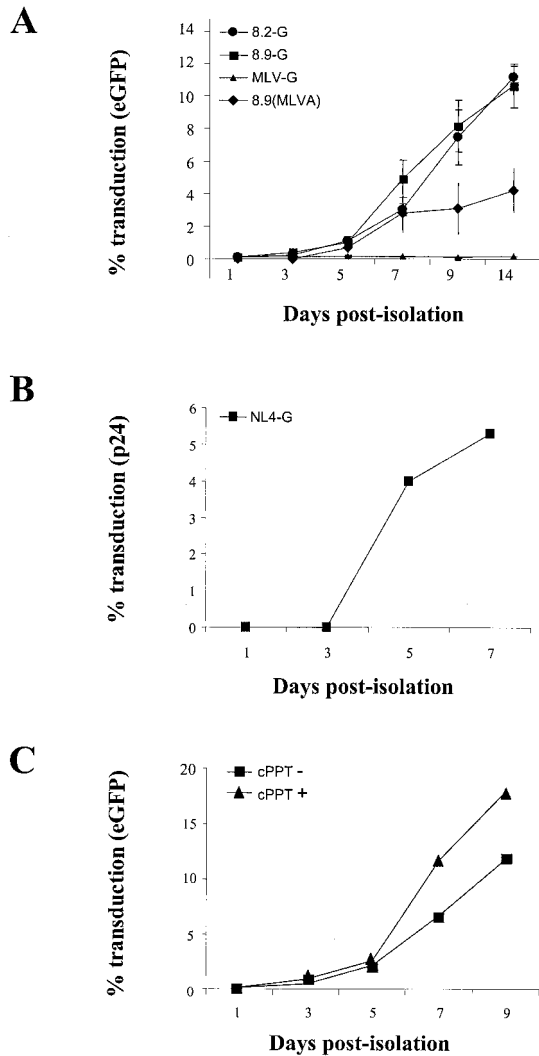 A
% transduction (eGFP)
14
12
10
8
6
4
2
0
8.2-G
8.9-G
MLV-G
8.9(MLVA)
1 3 5 7 9 14
Days post-isolation
B
% transduction (p24)
6
5
4
3
2
1
0
NL4-G
1 3 5 7
Days post-isolation
C
% transduction (eGFP)
20
15
10
5
0
cPPT -
cPPT +
1 3 5 7 9
Days post-isolation